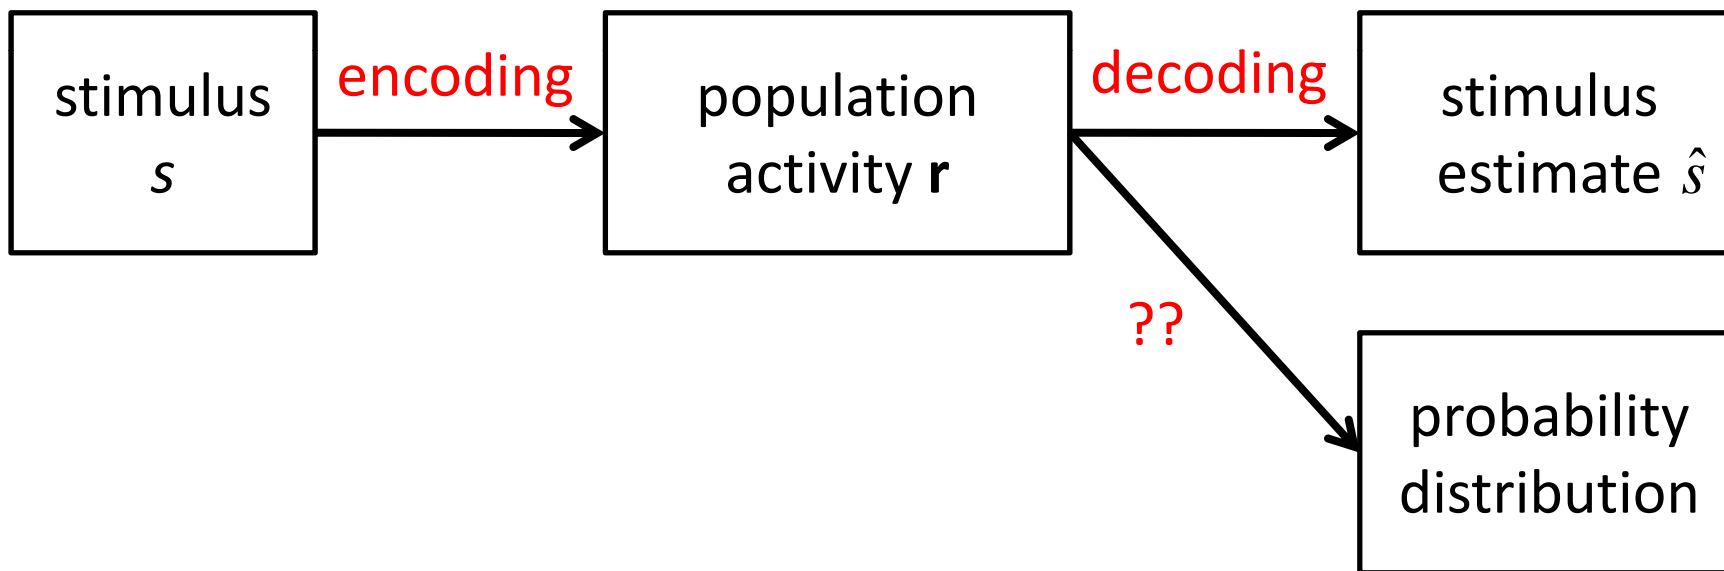 stimulus
s
encoding
population
activity r
decoding
stimulus
estimate ŝ
??
probability
distribution